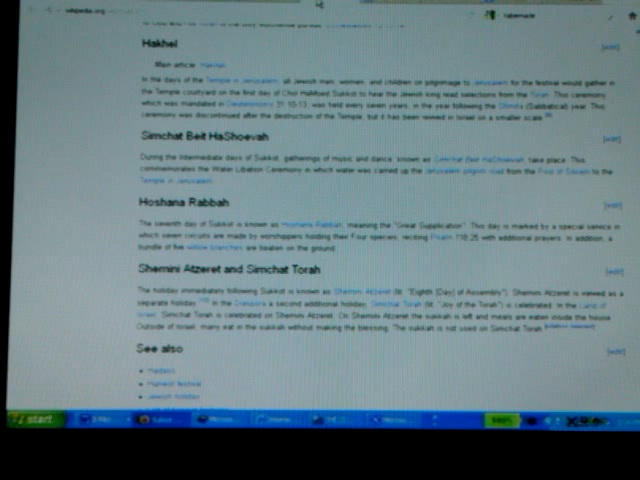 wikipedia.org
tabernacle
Hakhel
[edit]
Main article: Hakhel
In the days of the Temple in Jerusalem, all Jewish men, women, and children on pilgrimage to Jerusalem for the festival would gather in
the Temple courtyard on the first day of Chol HaMoed Sukkot to hear the Jewish king read selections from the Torah. This ceremony,
which was mandated in Deuteronomy 31:10-13, was held every seven years, in the year following the Shmita (Sabbatical) year. This
ceremony was discontinued after the destruction of the Temple, but it has been revived in Israel on a smaller scale.
Simchat Beit HaShoevah
[edit]
During the Intermediate days of Sukkot, gatherings of music and dance, known as Simchat Beit HaShoevah, take place. This
commemorates the Water Libation Ceremony in which water was carried up the Jerusalem pilgrim road from the Pool of Siloam to the
Temple in Jerusalem.
Hoshana Rabbah
[edit]
The seventh day of Sukkot is known as Hoshana Rabbah, meaning the "Great Supplication". This day is marked by a special service in
which seven circuits are made by worshippers holding their Four species, reciting Psalm 118:25 with additional prayers. In addition, a
bundle of five willow branches are beaten on the ground.
Shemini Atzeret and Simchat Torah
[edit]
The holiday immediately following Sukkot is known as Shemini Atzeret (lit. "Eighth [Day] of Assembly"). Shemini Atzeret is viewed as a
separate holiday. In the Diaspora a second additional holiday, Simchat Torah (lit. "Joy of the Torah") is celebrated. In the Land of
Israel, Simchat Torah is celebrated on Shemini Atzeret. On Shemini Atzeret the sukkah is left and meals are eaten inside the house.
Outside of Israel, many eat in the sukkah without making the blessing. The sukkah is not used on Simchat Torah.[citation needed]
See also
[edit]
Hadass
Harvest festival
Jewish holidays
start